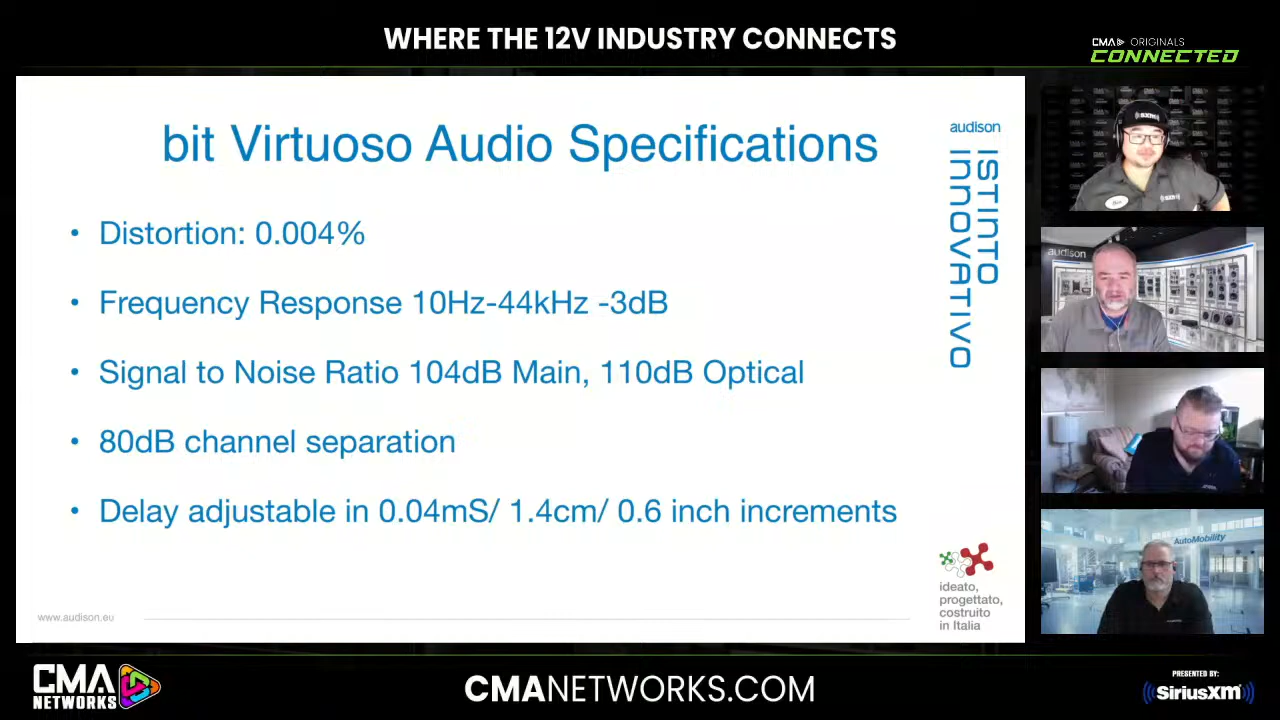 WHERE THE 12V INDUSTRY CONNECTS
CMA ORIGINALS
CONNECTED
bit Virtuoso Audio Specifications
audison
ISTINTO
INNOVATIVO
• Distortion: 0.004%
• Frequency Response 10Hz-44kHz -3dB
• Signal to Noise Ratio 104dB Main, 110dB Optical
• 80dB channel separation
• Delay adjustable in 0.04mS/ 1.4cm/ 0.6 inch increments
ideato,
progettato,
costruito
in Italia
www.audison.eu
SXM
audison
AutoMobility
CMA
NETWORKS
CMANETWORKS.COM
PRESENTED BY:
SiriusXM